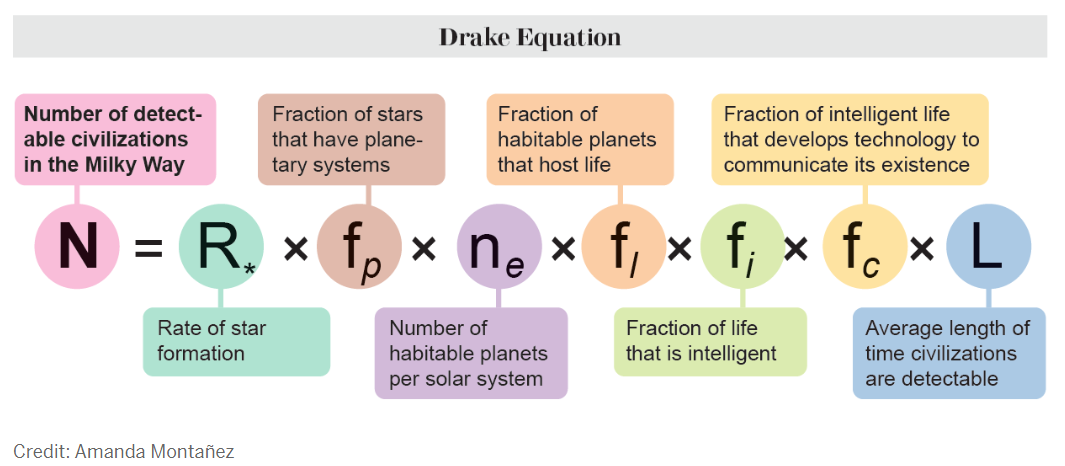 Drake Equation
Number of detect-
able civilizations
in the Milky Way
Fraction of stars
that have plane-
tary systems
Fraction of
habitable planets
that host life
Fraction of intelligent life
that develops technology to
communicate its existence
N = R* × fp × ne × fl × fi × fc × L
Rate of star
formation
Number of
habitable planets
per solar system
Fraction of life
that is intelligent
Average length of
time civilizations
are detectable
Credit: Amanda Montañez